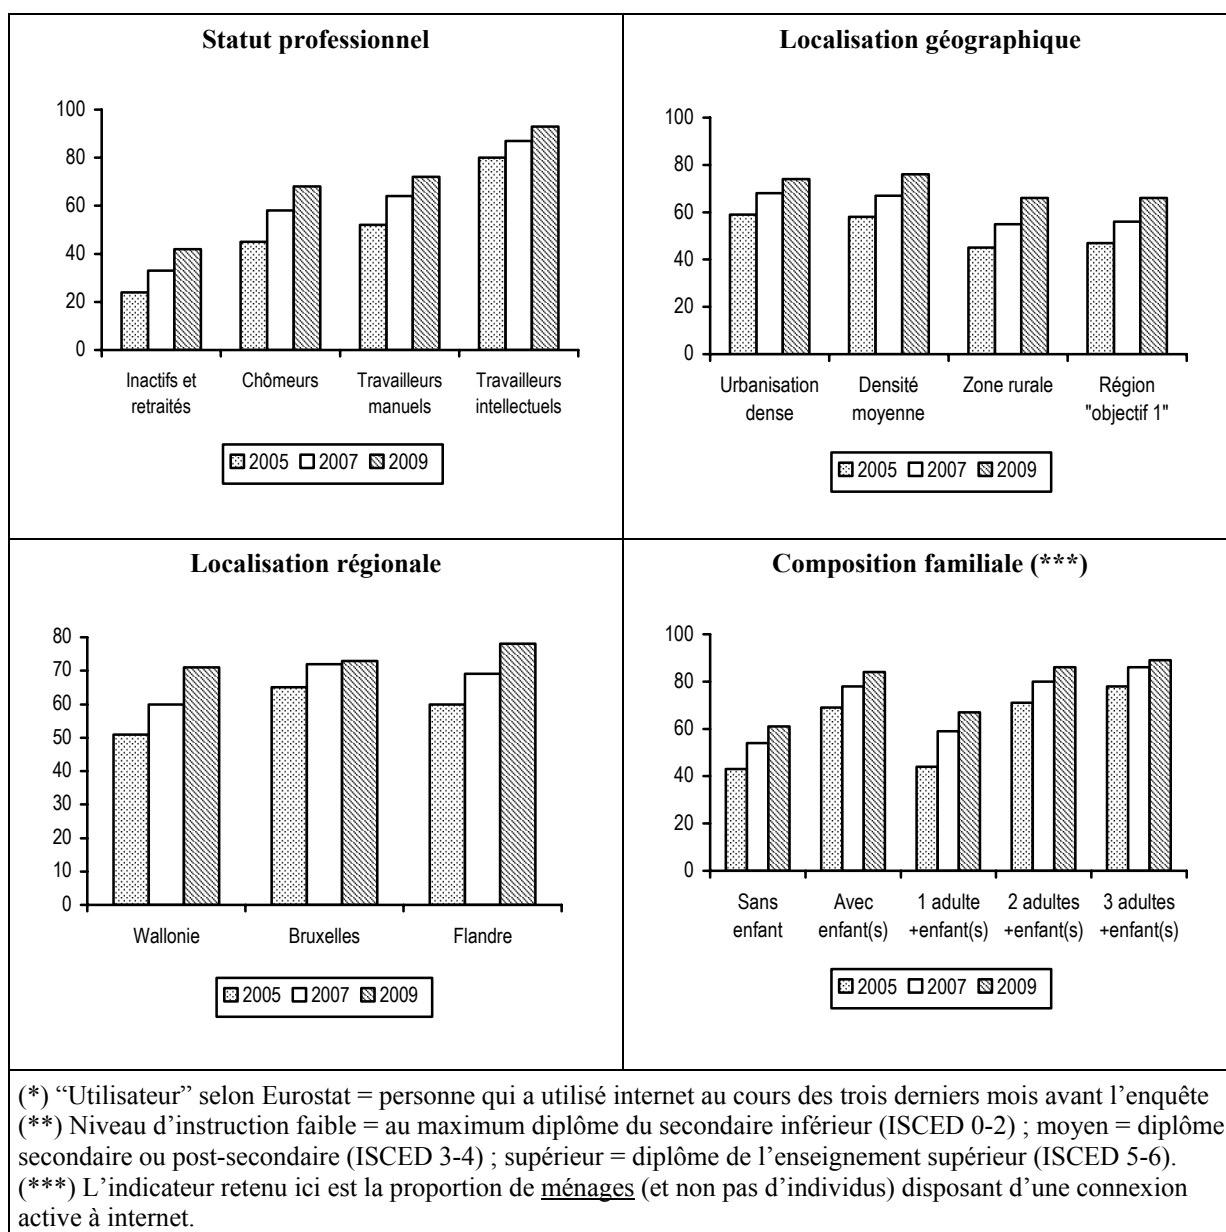 Statut professionnel
100
80
60
40
20
0
Inactifs et
retraités
Chômeurs
Travailleurs
manuels
Travailleurs
intellectuels
2005 2007 2009
Localisation géographique
100
80
60
40
20
0
Urbanisation
dense
Densité
moyenne
Zone rurale
Région
"objectif 1"
2005 2007 2009
Localisation régionale
80
70
60
50
40
30
20
10
0
Wallonie
Bruxelles
Flandre
2005 2007 2009
Composition familiale (***)
100
80
60
40
20
0
Sans
enfant
Avec
enfant(s)
1 adulte
+enfant(s)
2 adultes
+enfant(s)
3 adultes
+enfant(s)
2005 2007 2009
(*) “Utilisateur” selon Eurostat = personne qui a utilisé internet au cours des trois derniers mois avant l’enquête
(**) Niveau d’instruction faible = au maximum diplôme du secondaire inférieur (ISCED 0-2) ; moyen = diplôme
secondaire ou post-secondaire (ISCED 3-4) ; supérieur = diplôme de l’enseignement supérieur (ISCED 5-6).
(***) L’indicateur retenu ici est la proportion de ménages (et non pas d’individus) disposant d’une connexion
active à internet.